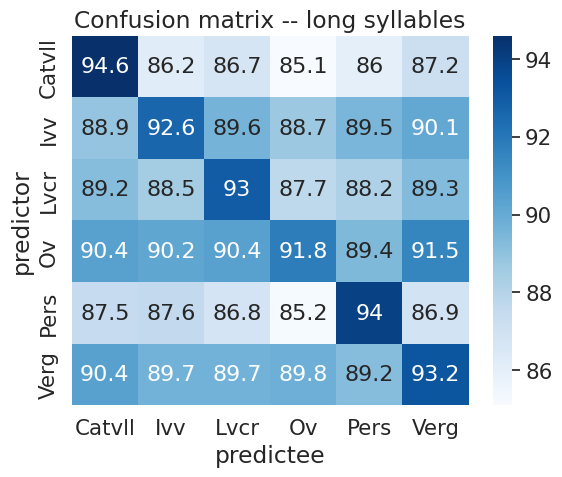 Confusion matrix -- long syllables
predictor
Catvll 94.6 86.2 86.7 85.1 86 87.2
Ivv 88.9 92.6 89.6 88.7 89.5 90.1
Lvcr 89.2 88.5 93 87.7 88.2 89.3
Ov 90.4 90.2 90.4 91.8 89.4 91.5
Pers 87.5 87.6 86.8 85.2 94 86.9
Verg 90.4 89.7 89.7 89.8 89.2 93.2
Catvll Ivv Lvcr Ov Pers Verg
predictee
94
92
90
88
86